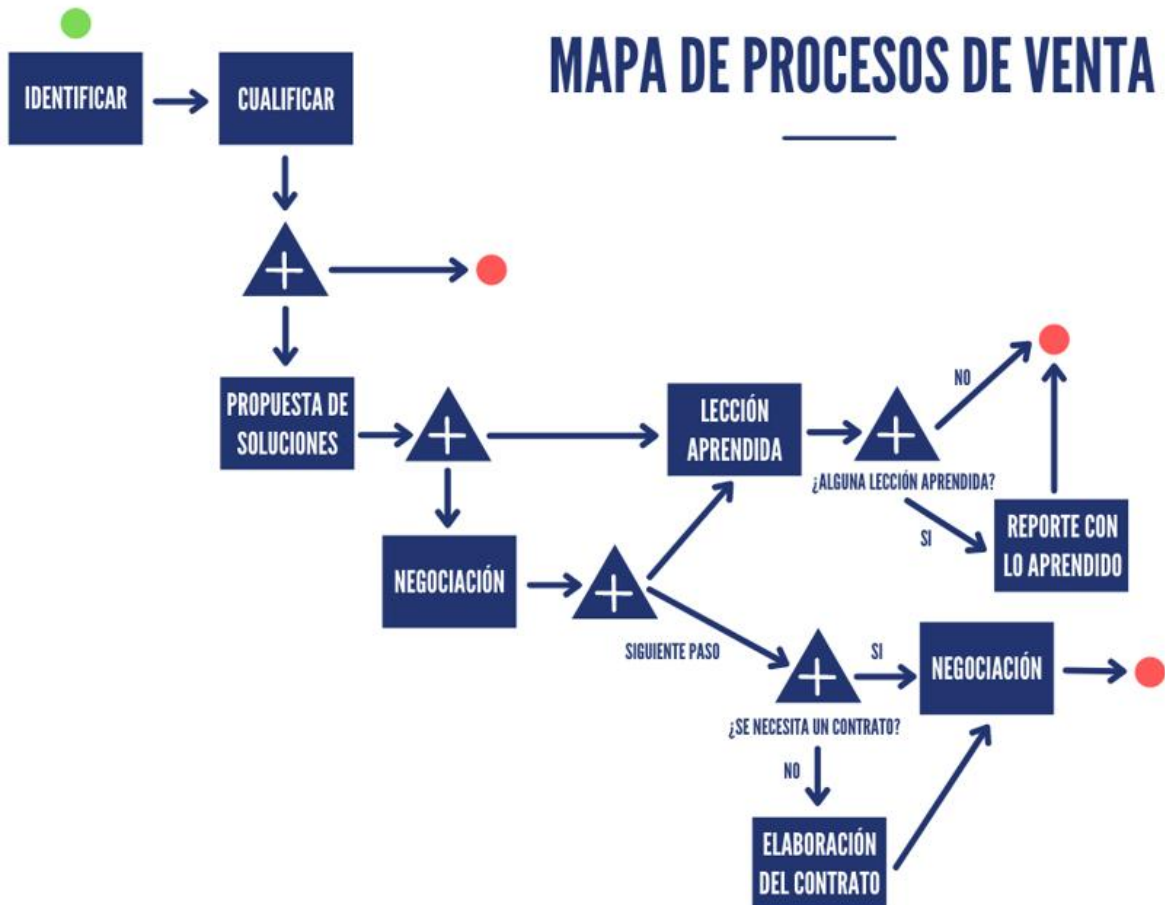 MAPA DE PROCESOS DE VENTA
IDENTIFICAR
CUALIFICAR
PROPUESTA DE
SOLUCIONES
LECCIÓN
APRENDIDA
NO
¿ALGUNA LECCIÓN APRENDIDA?
SI
REPORTE CON
LO APRENDIDO
NEGOCIACIÓN
SIGUIENTE PASO
¿SE NECESITA UN CONTRATO?
SI
NEGOCIACIÓN
NO
ELABORACIÓN
DEL CONTRATO